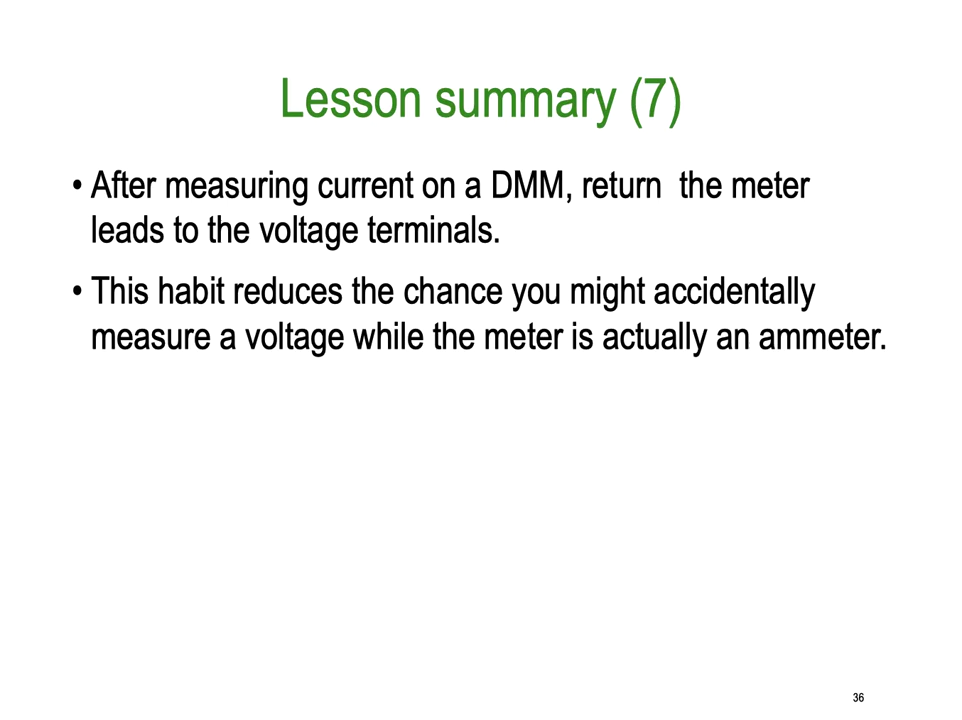 Lesson summary (7)
• After measuring current on a DMM, return  the meter
leads to the voltage terminals.
• This habit reduces the chance you might accidentally
measure a voltage while the meter is actually an ammeter.
36